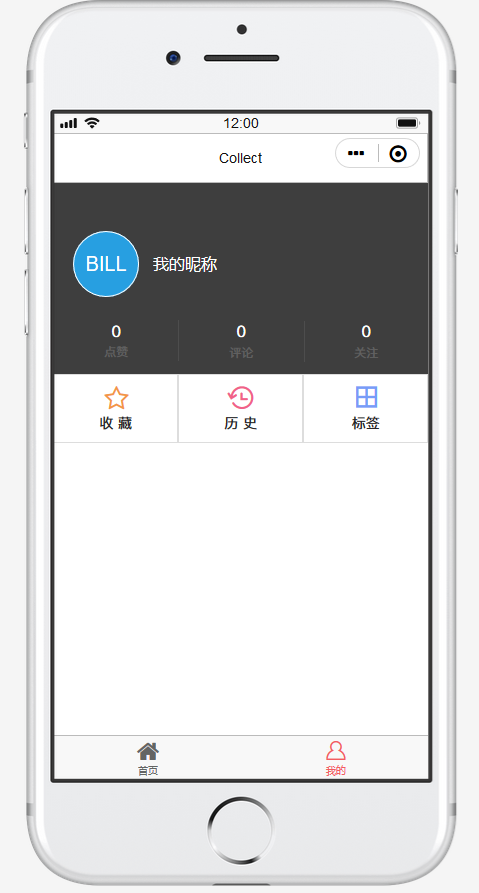 12:00
Collect
BILL
我的昵称
0 0 0
点赞 评论 关注
收 藏 历 史 标签
首页 我的